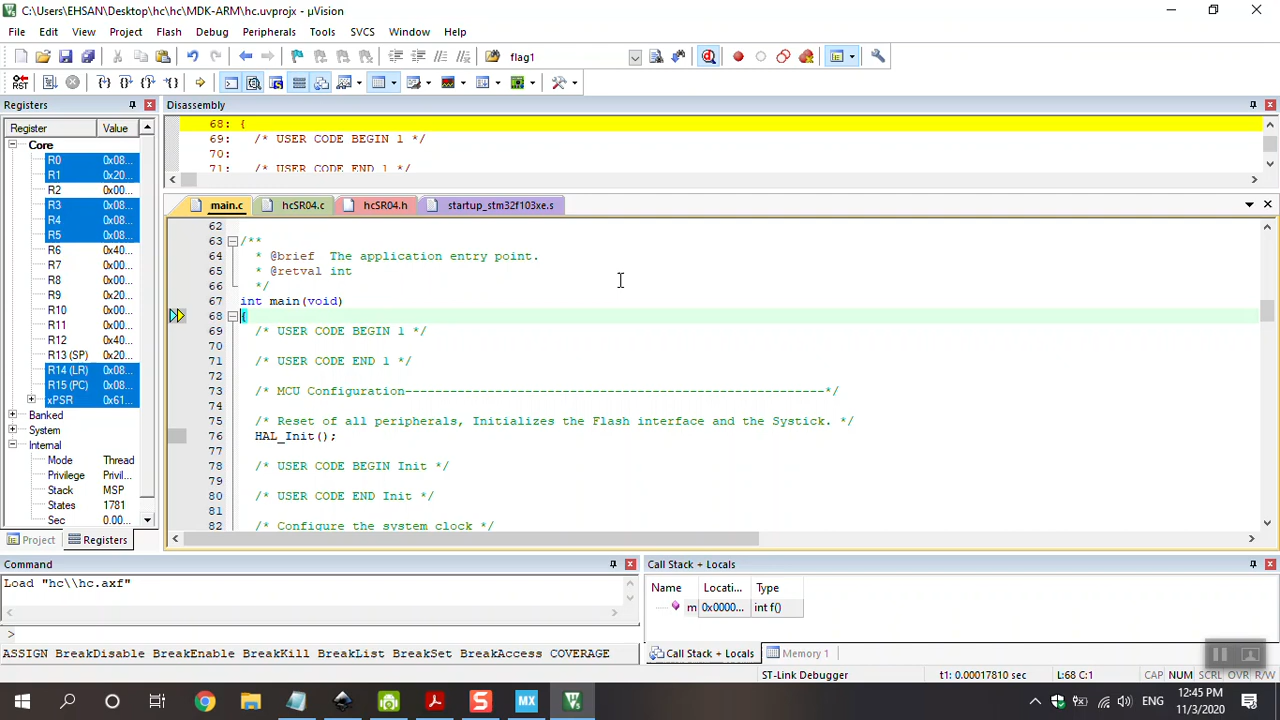 C:\Users\EHSAN\Desktop\hc\hc\MDK-ARM\hc.uvprojx - µVision
File Edit View Project Flash Debug Peripherals Tools SVCS Window Help
flag1
RST
Registers
Register Value
Core
R0 0x08...
R1 0x20...
R2 0x00...
R3 0x08...
R4 0x08...
R5 0x08...
R6 0x40...
R7 0x00...
R8 0x00...
R9 0x20...
R10 0x00...
R11 0x00...
R12 0x40...
R13 (SP) 0x20...
R14 (LR) 0x08...
R15 (PC) 0x08...
xPSR 0x61...
Banked
System
Internal
Mode Thread
Privilege Privil...
Stack MSP
States 1781
Sec 0.00...
Project Registers
Disassembly
68: {
69: /* USER CODE BEGIN 1 */
70:
71: /* USER CODE END 1 */
main.c hcSR04.c hcSR04.h startup_stm32f103xe.s
62
63 /**
64 * @brief The application entry point.
65 * @retval int
66 */
67 int main(void)
68 {
69 /* USER CODE BEGIN 1 */
70
71 /* USER CODE END 1 */
72
73 /* MCU Configuration--------------------------------------------------------*/
74
75 /* Reset of all peripherals, Initializes the Flash interface and the Systick. */
76 HAL_Init();
77
78 /* USER CODE BEGIN Init */
79
80 /* USER CODE END Init */
81
82 /* Configure the system clock */
Command
Load "hc\\hc.axf"
>
ASSIGN BreakDisable BreakEnable BreakKill BreakList BreakSet BreakAccess COVERAGE
Call Stack + Locals
Name Locati... Type
m 0x0000... int f()
Call Stack + Locals Memory 1
ST-Link Debugger t1: 0.00017810 sec L:68 C:1 CAP NUM SCRL OVR R/W
MX
ENG
12:45 PM
11/3/2020